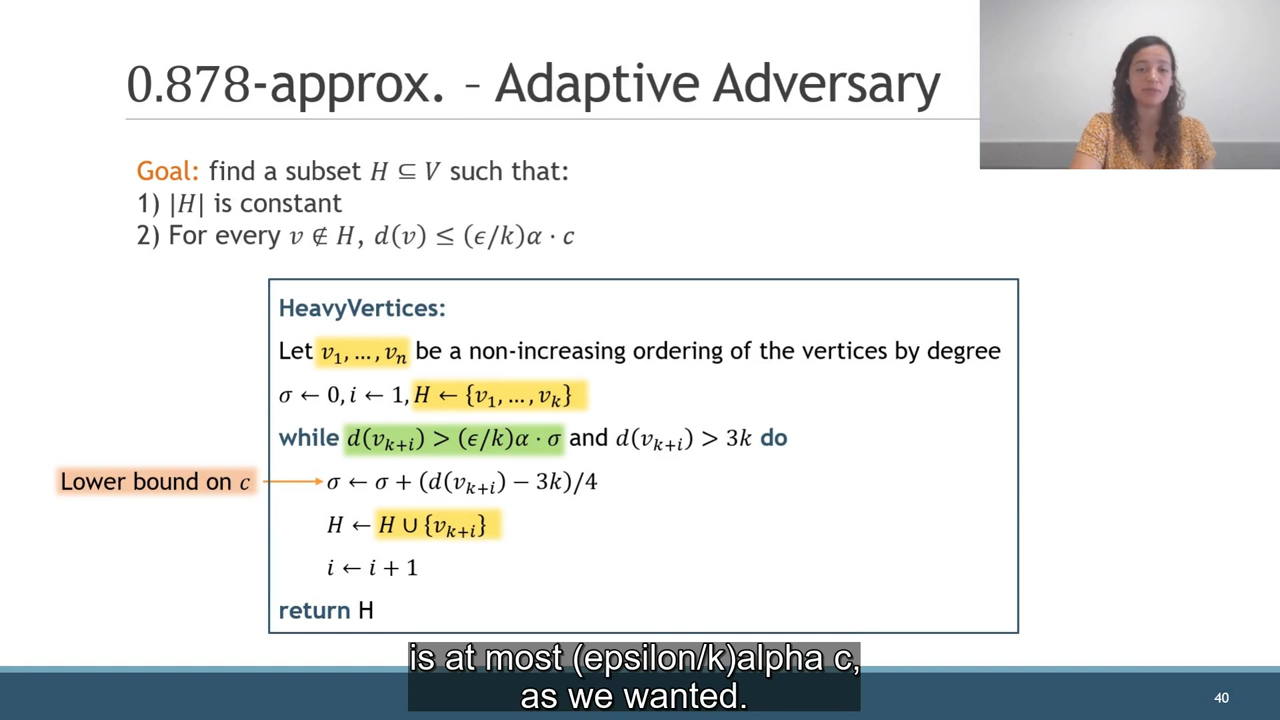 0.878-approx. – Adaptive Adversary
Goal: find a subset H ⊆ V such that:
1) |H| is constant
2) For every v ∉ H, d(v) ≤ (ϵ/k)α · c
HeavyVertices:
Let v₁, …, vₙ be a non-increasing ordering of the vertices by degree
σ ← 0, i ← 1, H ← {v₁, …, vₖ}
while d(vₖ₊ᵢ) > (ϵ/k)α · σ and d(vₖ₊ᵢ) > 3k do
Lower bound on c
σ ← σ + (d(vₖ₊ᵢ) − 3k)/4
H ← H ∪ {vₖ₊ᵢ}
i ← i + 1
return H
is at most (epsilon/k)alpha c,
as we wanted.
40